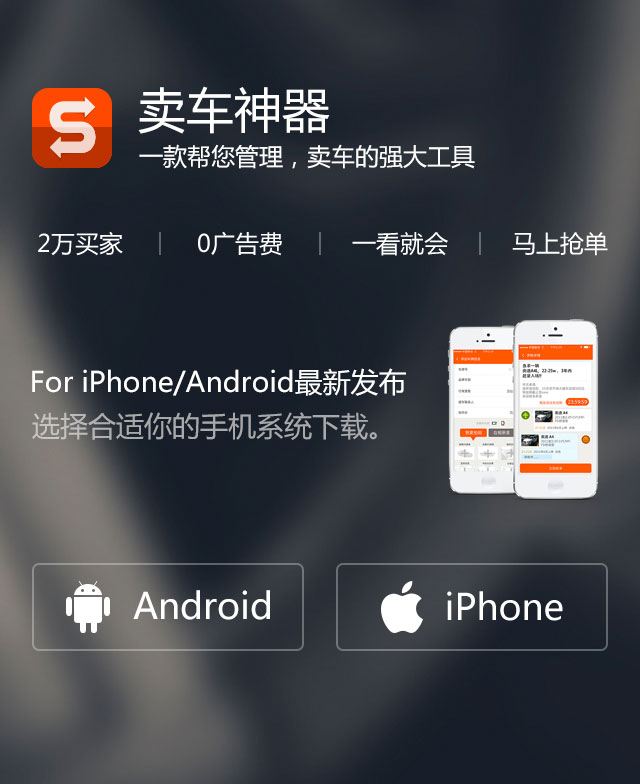 卖车神器
一款帮您管理，卖车的强大工具
2万买家 | 0广告费 | 一看就会 | 马上抢单
For iPhone/Android最新发布
选择合适你的手机系统下载。
Android
iPhone